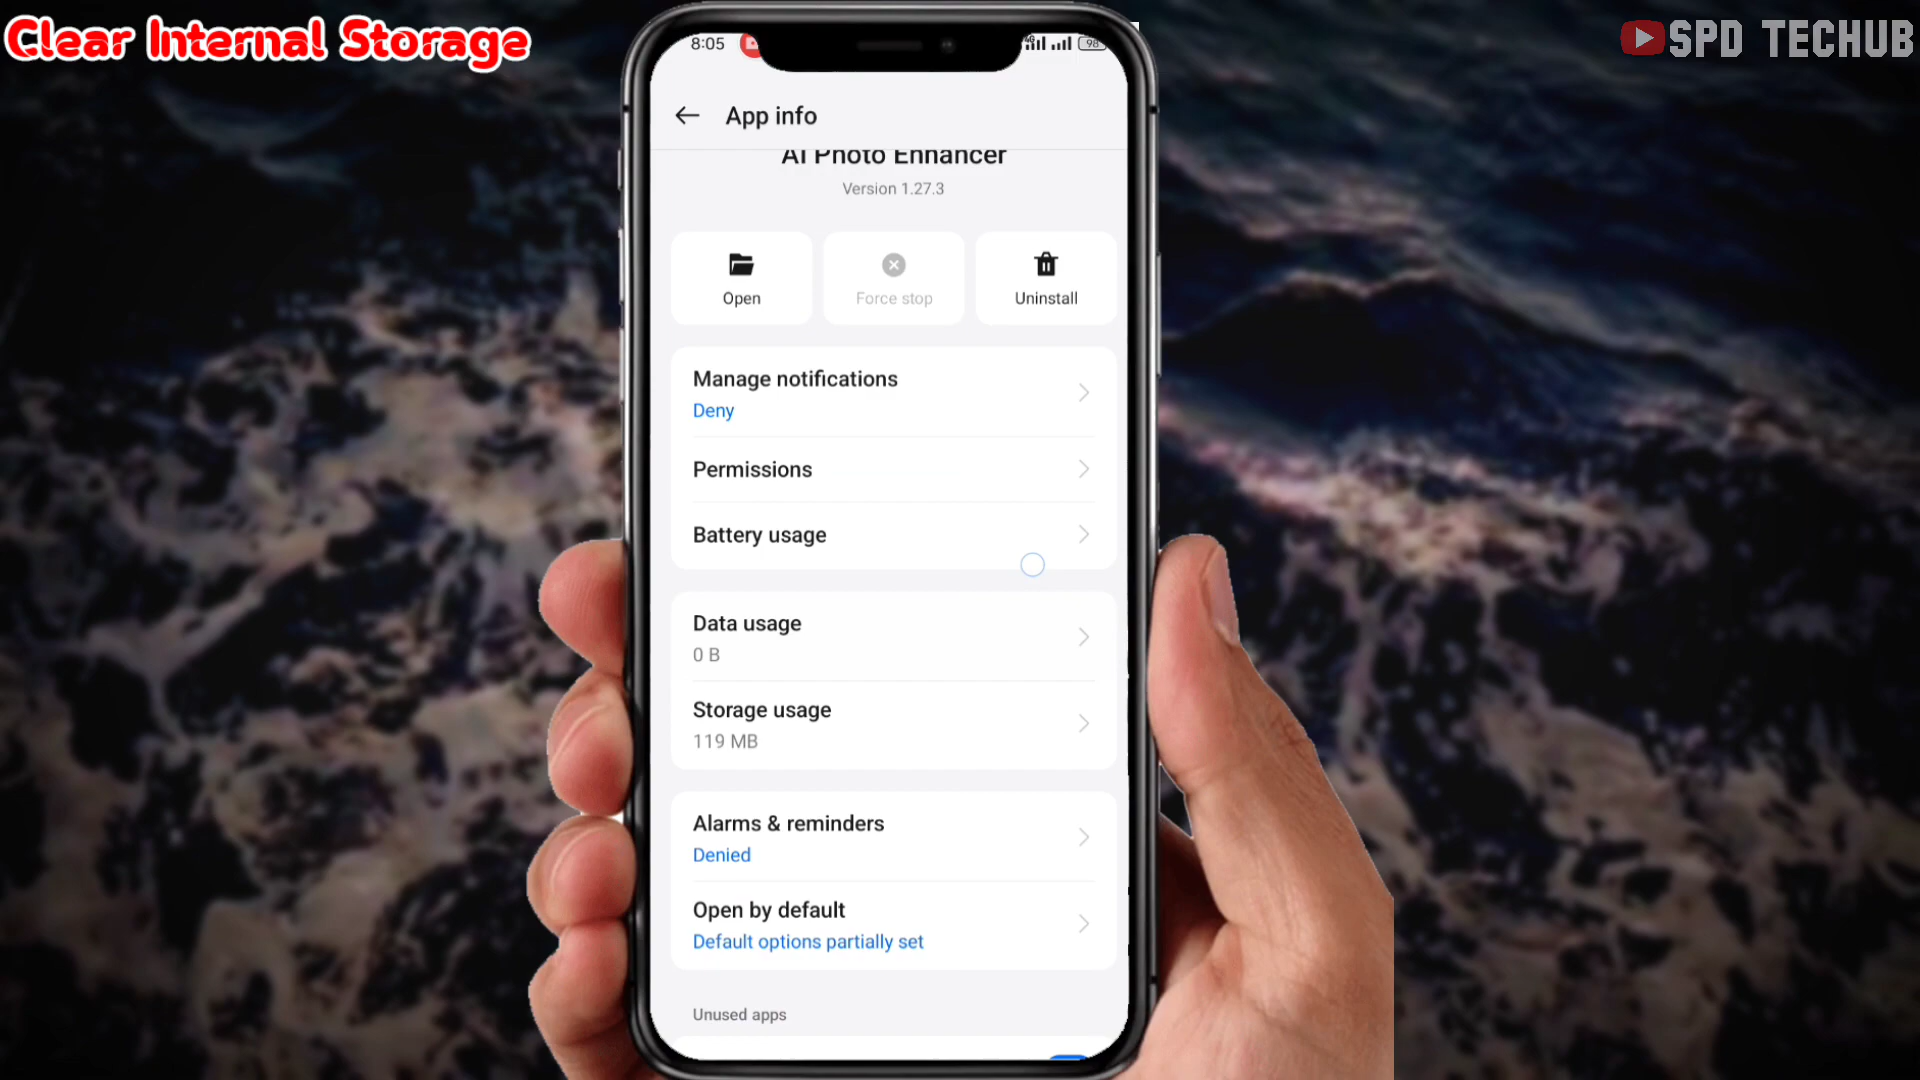 Clear Internal Storage
SPD TECHUB
8:05
4G
98
App info
AI Photo Enhancer
Version 1.27.3
Open
Force stop
Uninstall
Manage notifications
Deny
Permissions
Battery usage
Data usage
0 B
Storage usage
119 MB
Alarms & reminders
Denied
Open by default
Default options partially set
Unused apps